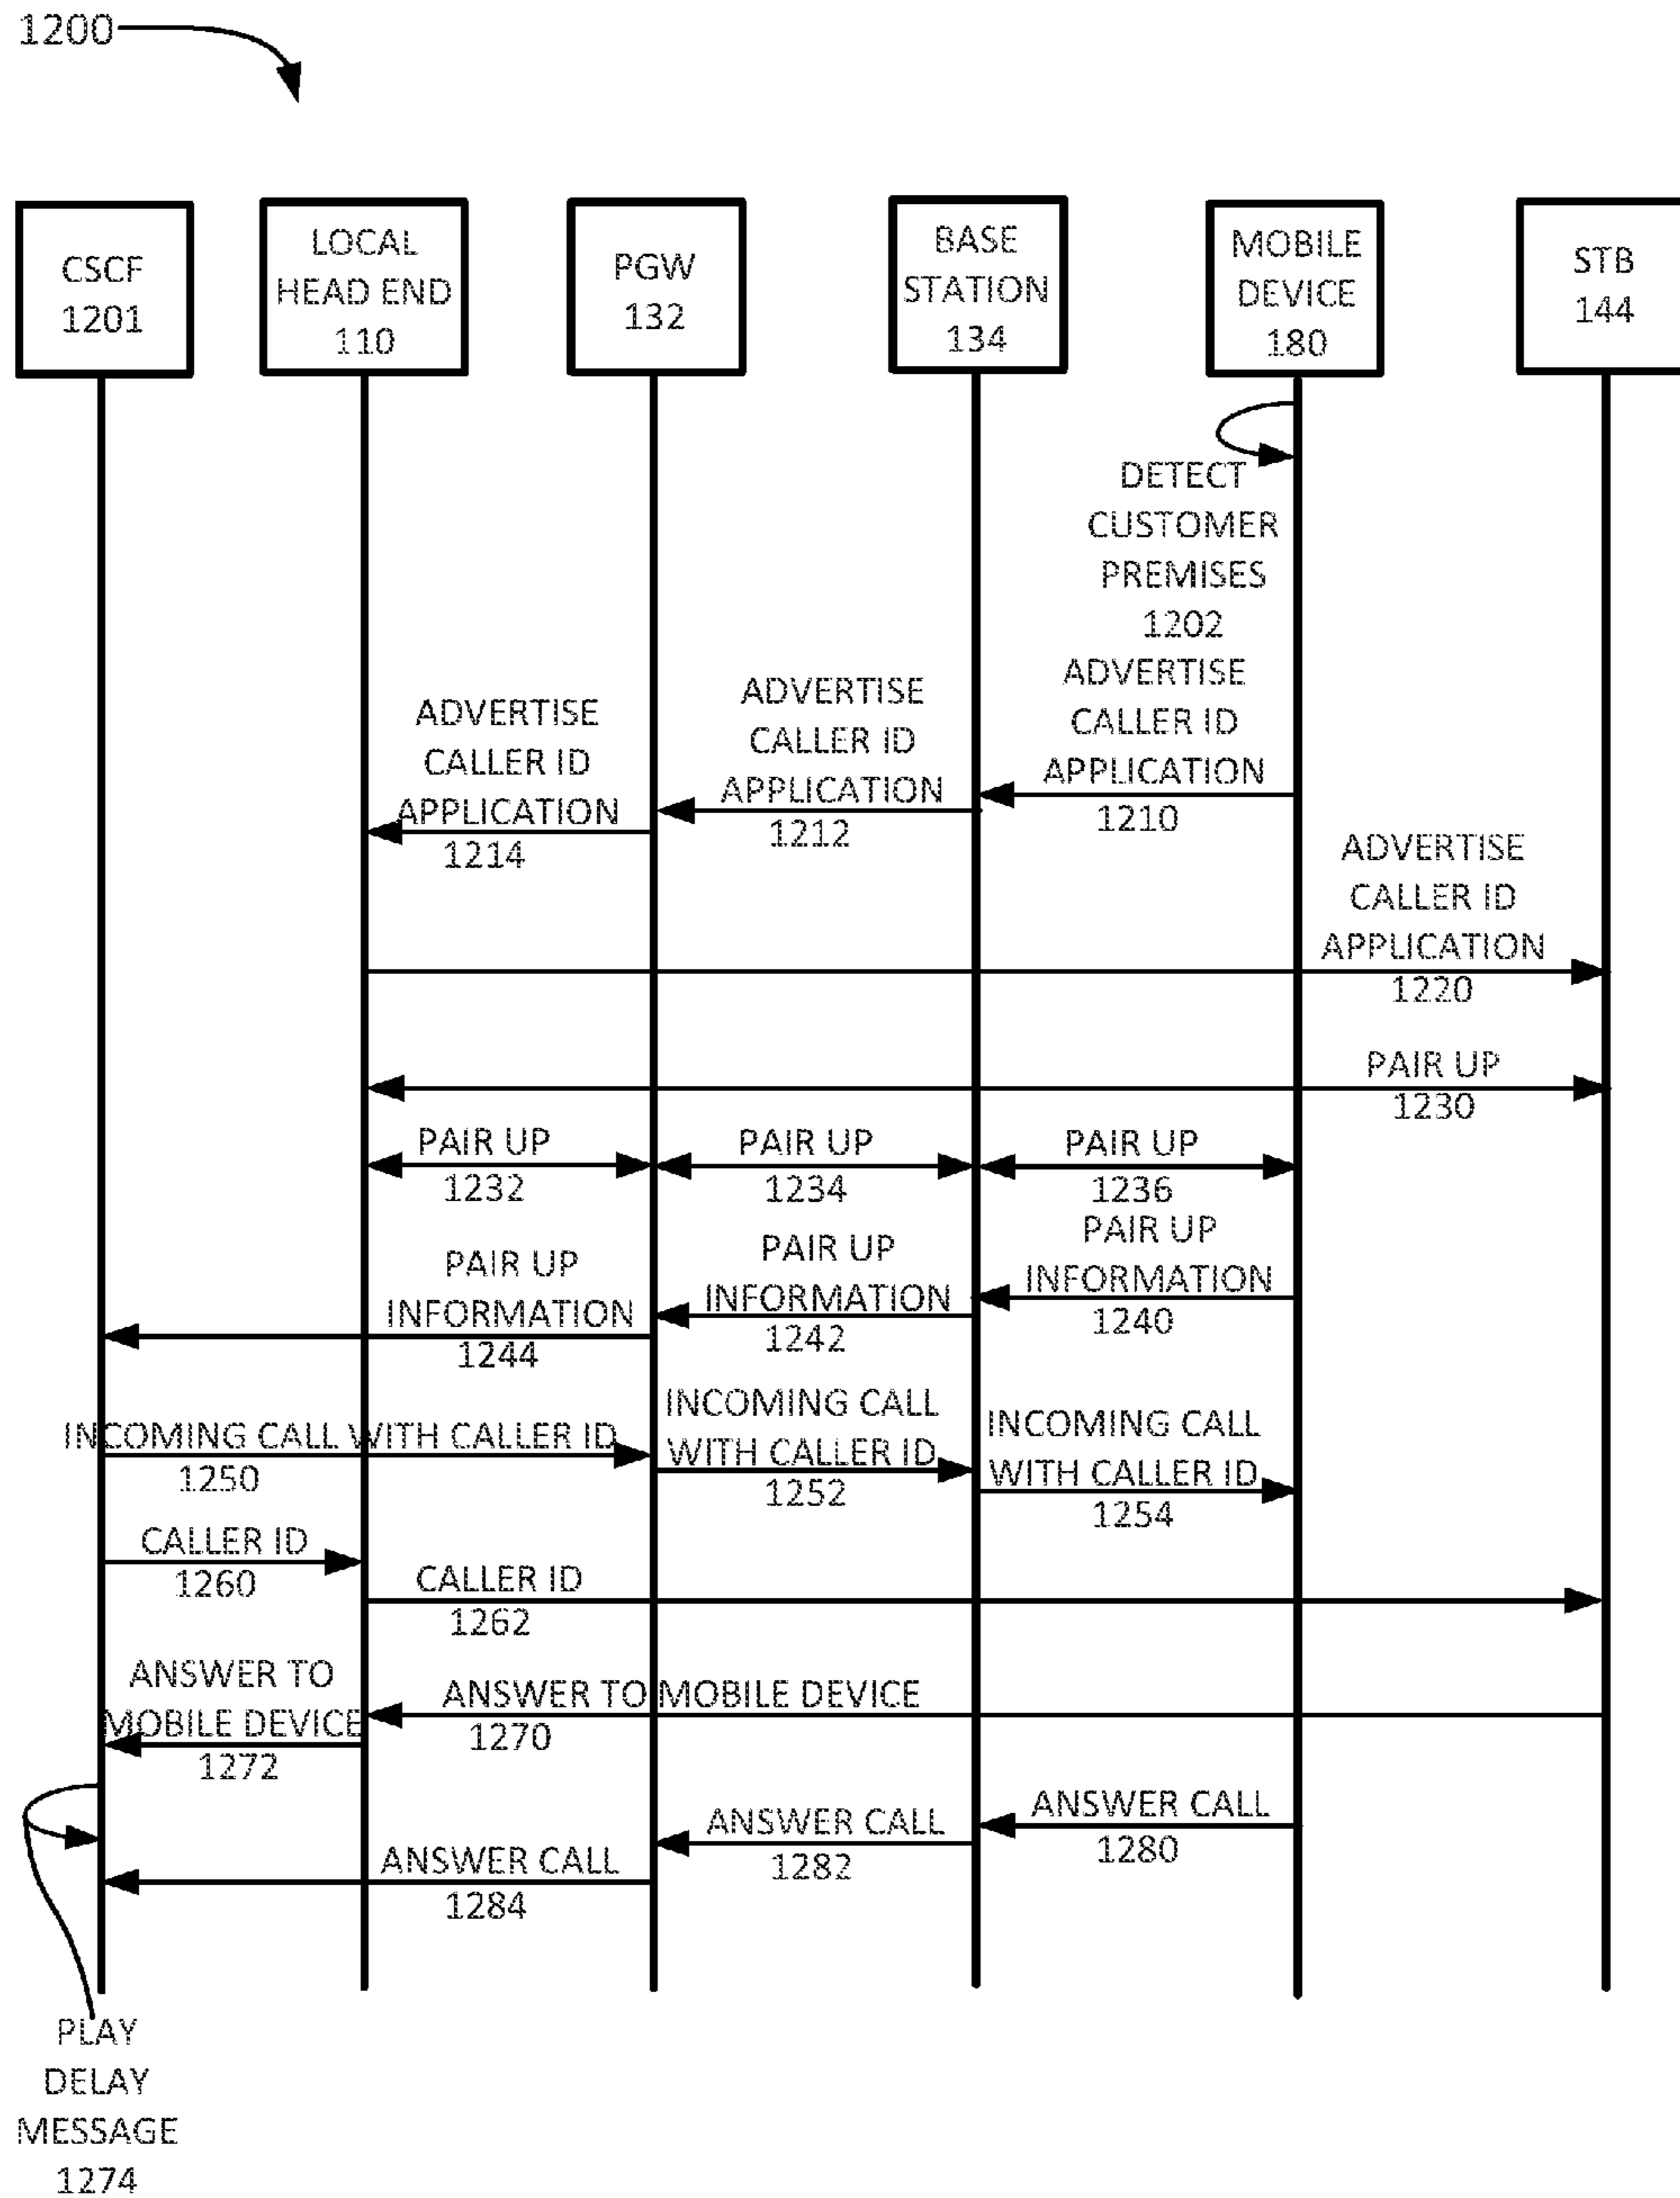 1200
CSCF
1201
LOCAL
HEAD END
110
PGW
132
BASE
STATION
134
MOBILE
DEVICE
180
STB
144
DETECT
CUSTOMER
PREMISES
1202
ADVERTISE
CALLER ID
APPLICATION
1210
ADVERTISE
CALLER ID
APPLICATION
1212
ADVERTISE
CALLER ID
APPLICATION
1214
ADVERTISE
CALLER ID
APPLICATION
1220
PAIR UP
1230
PAIR UP
1232
PAIR UP
1234
PAIR UP
1236
PAIR UP
INFORMATION
1240
PAIR UP
INFORMATION
1242
PAIR UP
INFORMATION
1244
INCOMING CALL WITH CALLER ID
1250
INCOMING CALL
WITH CALLER ID
1252
INCOMING CALL
WITH CALLER ID
1254
CALLER ID
1260
CALLER ID
1262
ANSWER TO MOBILE DEVICE
1270
ANSWER TO
MOBILE DEVICE
1272
ANSWER CALL
1280
ANSWER CALL
1282
ANSWER CALL
1284
PLAY
DELAY
MESSAGE
1274